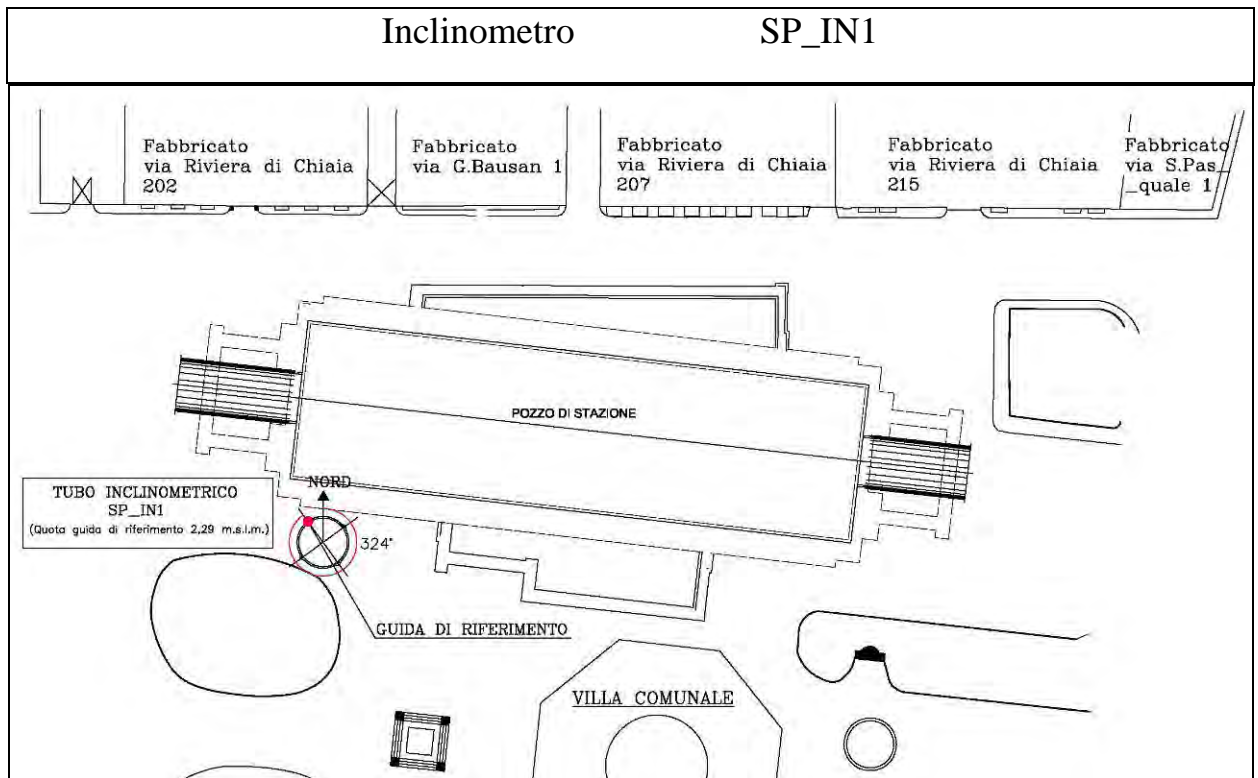 Inclinometro SP_IN1
Fabbricato
via Riviera di Chiaia
202
Fabbricato
via G.Bausan 1
Fabbricato
via Riviera di Chiaia
207
Fabbricato
via Riviera di Chiaia
215
Fabbricato
via S.Pas
_quale 1
POZZO DI STAZIONE
NORD
TUBO INCLINOMETRICO
SP_IN1
(Quota guida di riferimento 2,29 m.s.l.m.)
324°
GUIDA DI RIFERIMENTO
VILLA COMUNALE